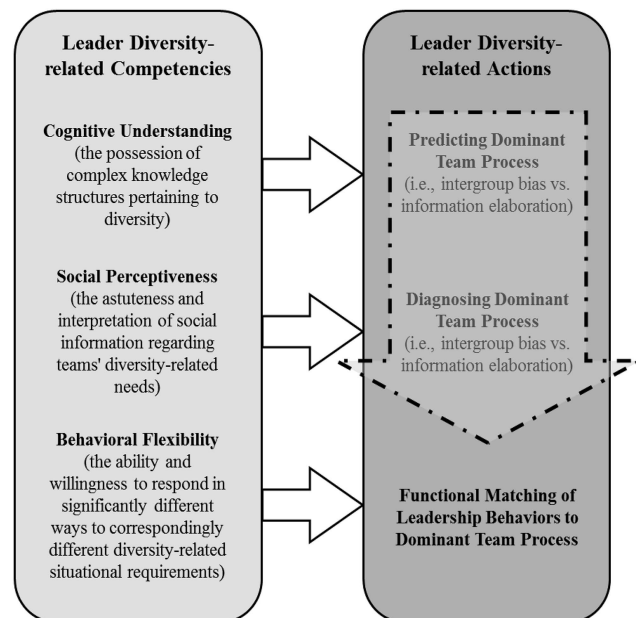 Leader Diversity-
related Competencies
Cognitive Understanding
(the possession of
complex knowledge
structures pertaining to
diversity)
Social Perceptiveness
(the astuteness and
interpretation of social
information regarding
teams' diversity-related
needs)
Behavioral Flexibility
(the ability and
willingness to respond in
significantly different
ways to correspondingly
different diversity-related
situational requirements)
Leader Diversity-
related Actions
Predicting Dominant
Team Process
(i.e., intergroup bias vs.
information elaboration)
Diagnosing Dominant
Team Process
(i.e., intergroup bias vs.
information elaboration)
Functional Matching of
Leadership Behaviors to
Dominant Team Process